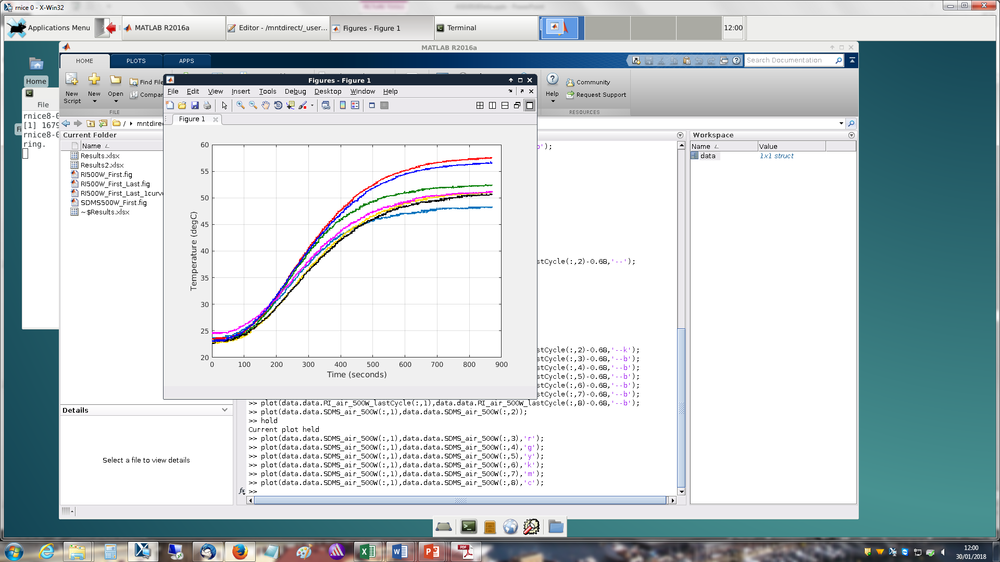 rnice 0 - X-Win32
Applications Menu
MATLAB R2016a
Editor - /mntdirect/_user...
Figures - Figure 1
Terminal
12:00
MATLAB R2016a
HOME
PLOTS
APPS
Search Documentation
Home
File
New Script
New
Open
Find File
Compar
FILE
Help
Community
Request Support
RESOURCES
rnice8-0
[1] 1679
rnice8-0
ring.
/ mntdirec
Current Folder
Name
Results.xlsx
Results2.xlsx
RI500W_First.fig
RI500W_First_Last.fig
RI500W_First_Last_1curv
SDMS500W_First.fig
~$Results.xlsx
Details
Select a file to view details
Figures - Figure 1
File Edit View Insert Tools Debug Desktop Window Help
Figure 1
60
55
50
45
40
35
30
25
20
Temperature (degC)
0 100 200 300 400 500 600 700 800 900
Time (seconds)
');
stCycle(:,2)-0.68,'--');
stCycle(:,2)-0.68,'--k');
stCycle(:,3)-0.68,'--b');
stCycle(:,4)-0.68,'--b');
stCycle(:,5)-0.68,'--b');
stCycle(:,6)-0.68,'--b');
stCycle(:,7)-0.68,'--b');
>> plot(data.data.RI_air_500W_lastCycle(:,1),data.data.RI_air_500W_lastCycle(:,8)-0.68,'--b');
>> plot(data.data.SDMS_air_500W(:,1),data.data.SDMS_air_500W(:,2));
>> hold
Current plot held
>> plot(data.data.SDMS_air_500W(:,1),data.data.SDMS_air_500W(:,3),'r');
>> plot(data.data.SDMS_air_500W(:,1),data.data.SDMS_air_500W(:,4),'g');
>> plot(data.data.SDMS_air_500W(:,1),data.data.SDMS_air_500W(:,5),'y');
>> plot(data.data.SDMS_air_500W(:,1),data.data.SDMS_air_500W(:,6),'k');
>> plot(data.data.SDMS_air_500W(:,1),data.data.SDMS_air_500W(:,7),'m');
>> plot(data.data.SDMS_air_500W(:,1),data.data.SDMS_air_500W(:,8),'c');
fx >>
Workspace
Name Value
data 1x1 struct
12:00
30/01/2018